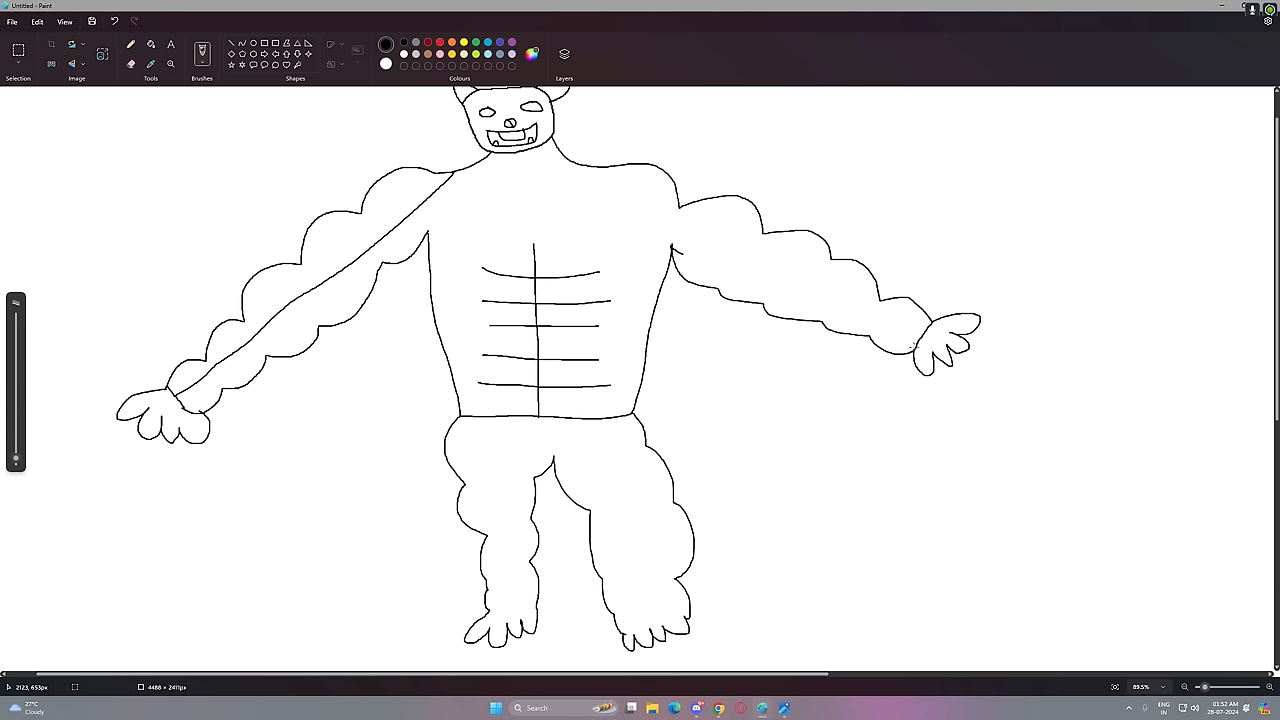 Untitled - Paint
File Edit View
Selection Image Tools Brushes Shapes Colours Layers
2123, 653px 4488 × 2411px 89.5%
27°C
Cloudy
Search
ENG
IN
01:52 AM
28-07-2024